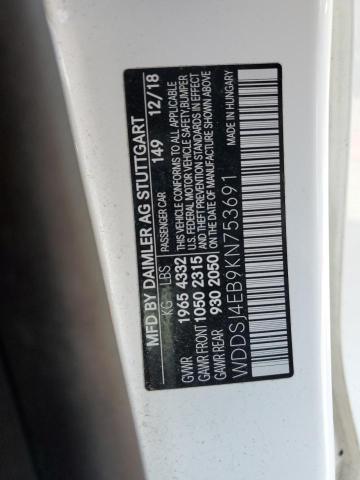 MFD BY DAIMLER AG STUTTGART
PASSENGER CAR 149 12/18
KG LBS
GVWR 1965 4332
GAWR FRONT 1050 2315
GAWR REAR 930 2050
THIS VEHICLE CONFORMS TO ALL APPLICABLE
U.S. FEDERAL MOTOR VEHICLE SAFETY, BUMPER
AND THEFT PREVENTION STANDARDS IN EFFECT
ON THE DATE OF MANUFACTURE SHOWN ABOVE
WDDSJ4EB9KN753691 MADE IN HUNGARY